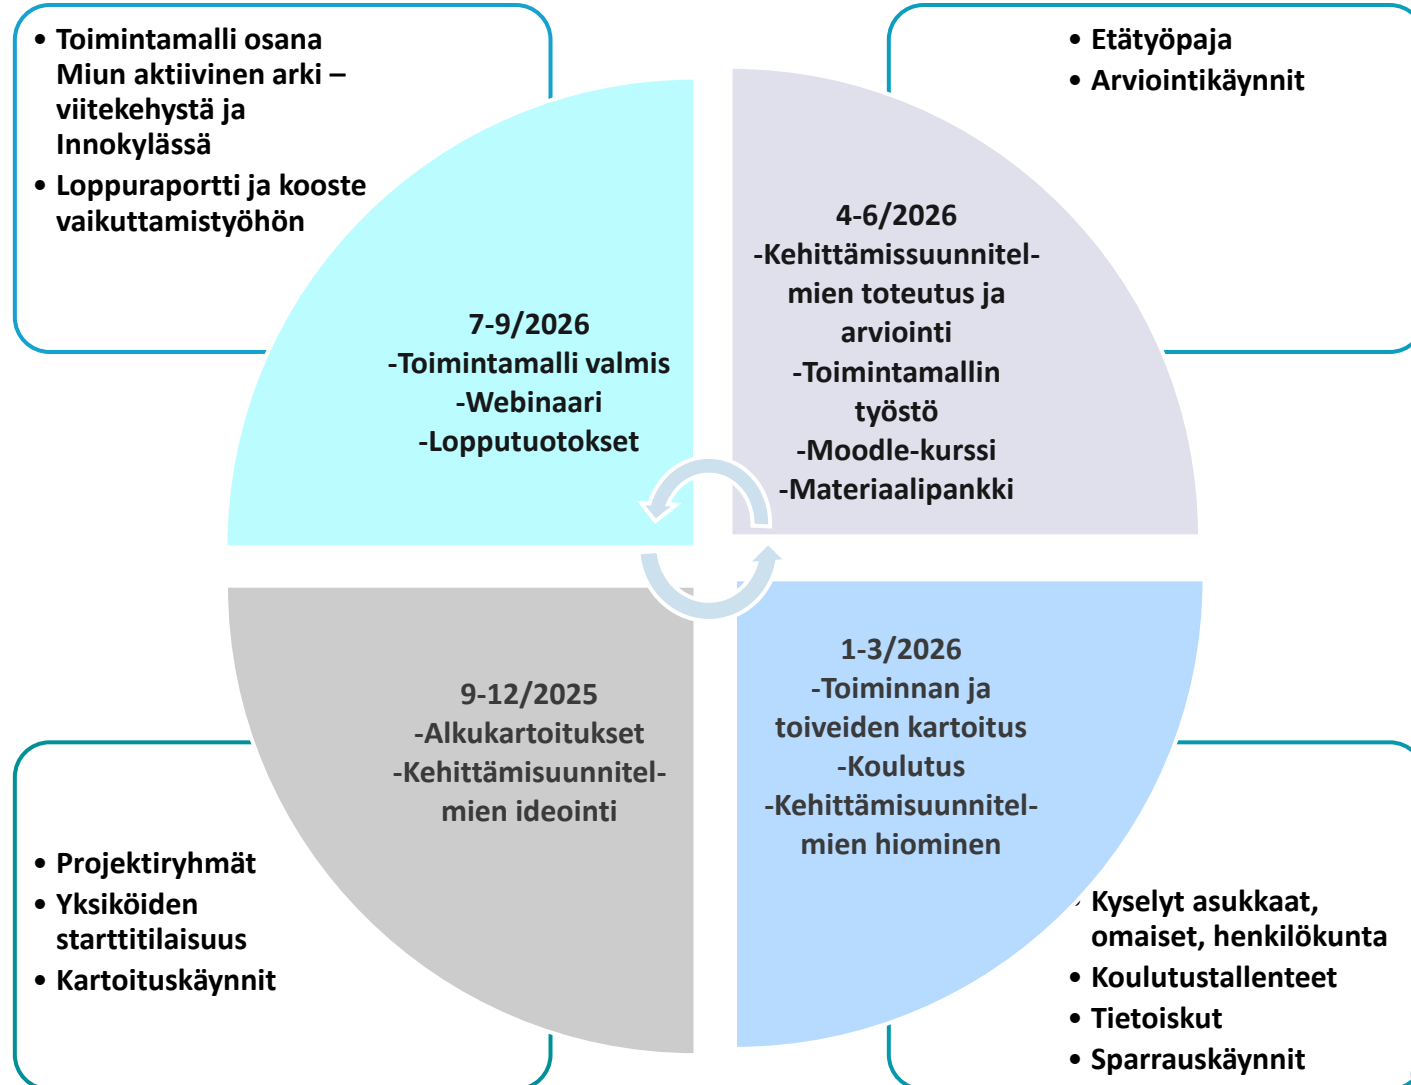 • Toimintamalli osana
Miun aktiivinen arki –
viitekehystä ja
Innokylässä
• Loppuraportti ja kooste
vaikuttamistyöhön
• Etätyöpaja
• Arviointikäynnit
7-9/2026
-Toimintamalli valmis
-Webinaari
-Lopputuotokset
4-6/2026
-Kehittämissuunnitel-
mien toteutus ja
arviointi
-Toimintamallin
työstö
-Moodle-kurssi
-Materiaalipankki
9-12/2025
-Alkukartoitukset
-Kehittämisuunnitel-
mien ideointi
1-3/2026
-Toiminnan ja
toiveiden kartoitus
-Koulutus
-Kehittämisuunnitel-
mien hiominen
• Projektiryhmät
• Yksiköiden
starttitilaisuus
• Kartoituskäynnit
• Kyselyt asukkaat,
omaiset, henkilökunta
• Koulutustallenteet
• Tietoiskut
• Sparrauskäynnit